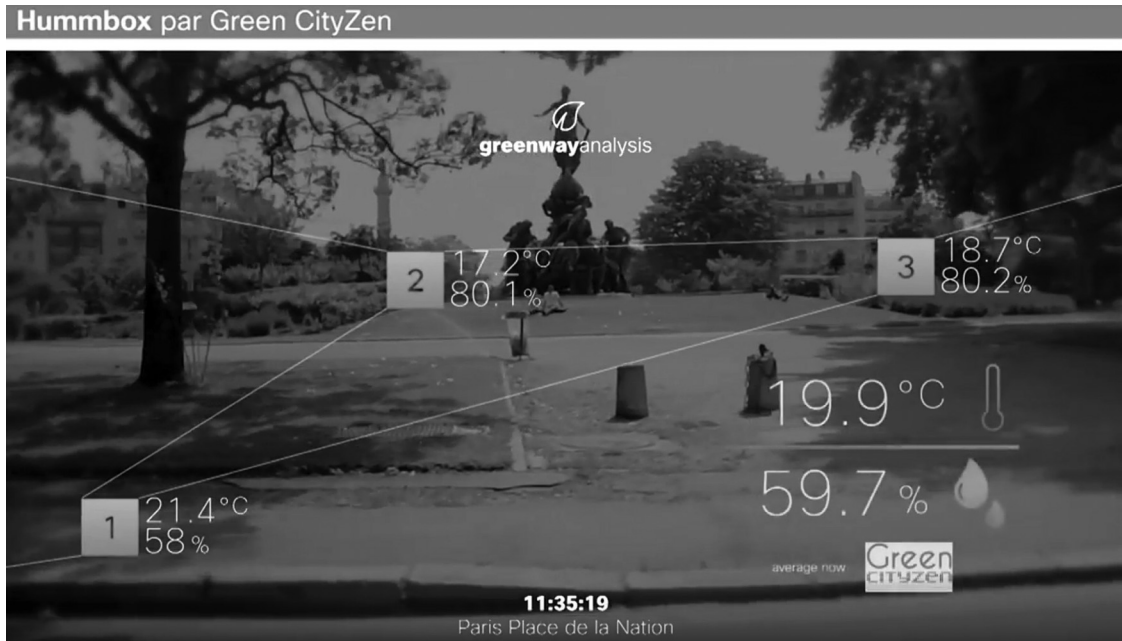 Hummbox par Green CityZen
greenwayanalysis
2
17.2°C
80.1%
3
18.7°C
80.2%
19.9°C
59.7%
1
21.4°C
58%
average now
Green
CITYZEN
11:35:19
Paris Place de la Nation